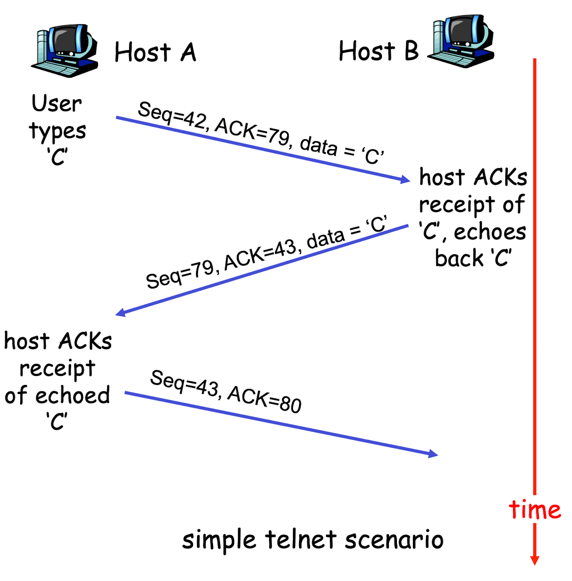 Host A
Host B
User
types
‘C’
Seq=42, ACK=79, data = ‘C’
host ACKs
receipt of
‘C’, echoes
back ‘C’
Seq=79, ACK=43, data = ‘C’
host ACKs
receipt
of echoed
‘C’
Seq=43, ACK=80
time
simple telnet scenario